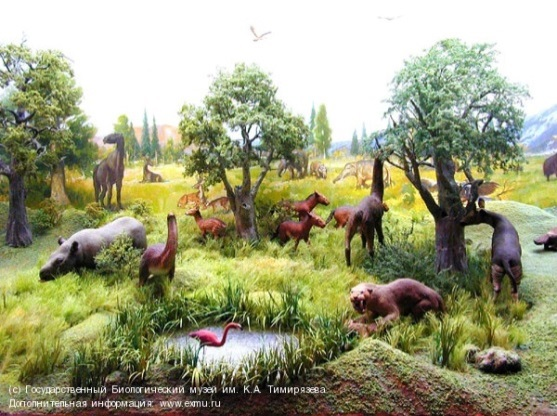 (c) Государственный Биологический музей им. К.А. Тимирязева.
Дополнительная информация: www.exmu.ru